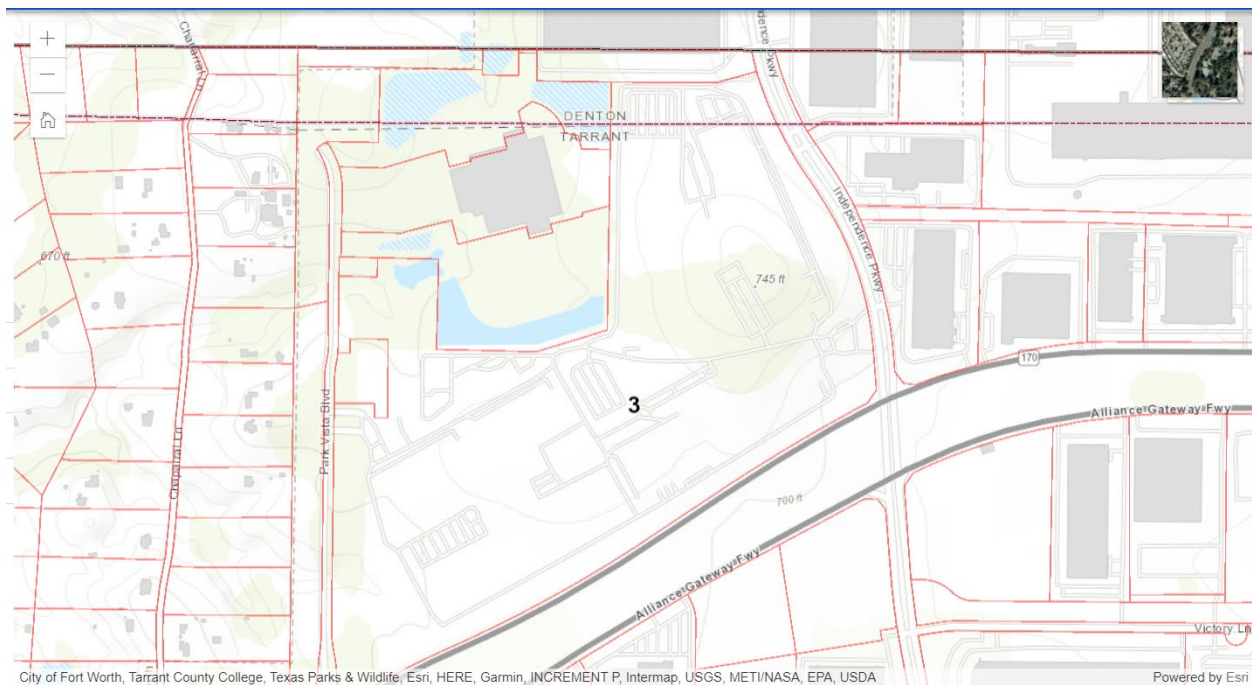 +
Chaparral Ln
Independence Pkwy
−
DENTON
TARRANT
Independence Pkwy
670 ft
745 ft
170
3
Park Vista Blvd
Chaparral Ln
Alliance Gateway Fwy
700 ft
Alliance Gateway Fwy
Victory Ln
City of Fort Worth, Tarrant County College, Texas Parks & Wildlife, Esri, HERE, Garmin, INCREMENT P, Intermap, USGS, METI/NASA, EPA, USDA
Powered by Esri